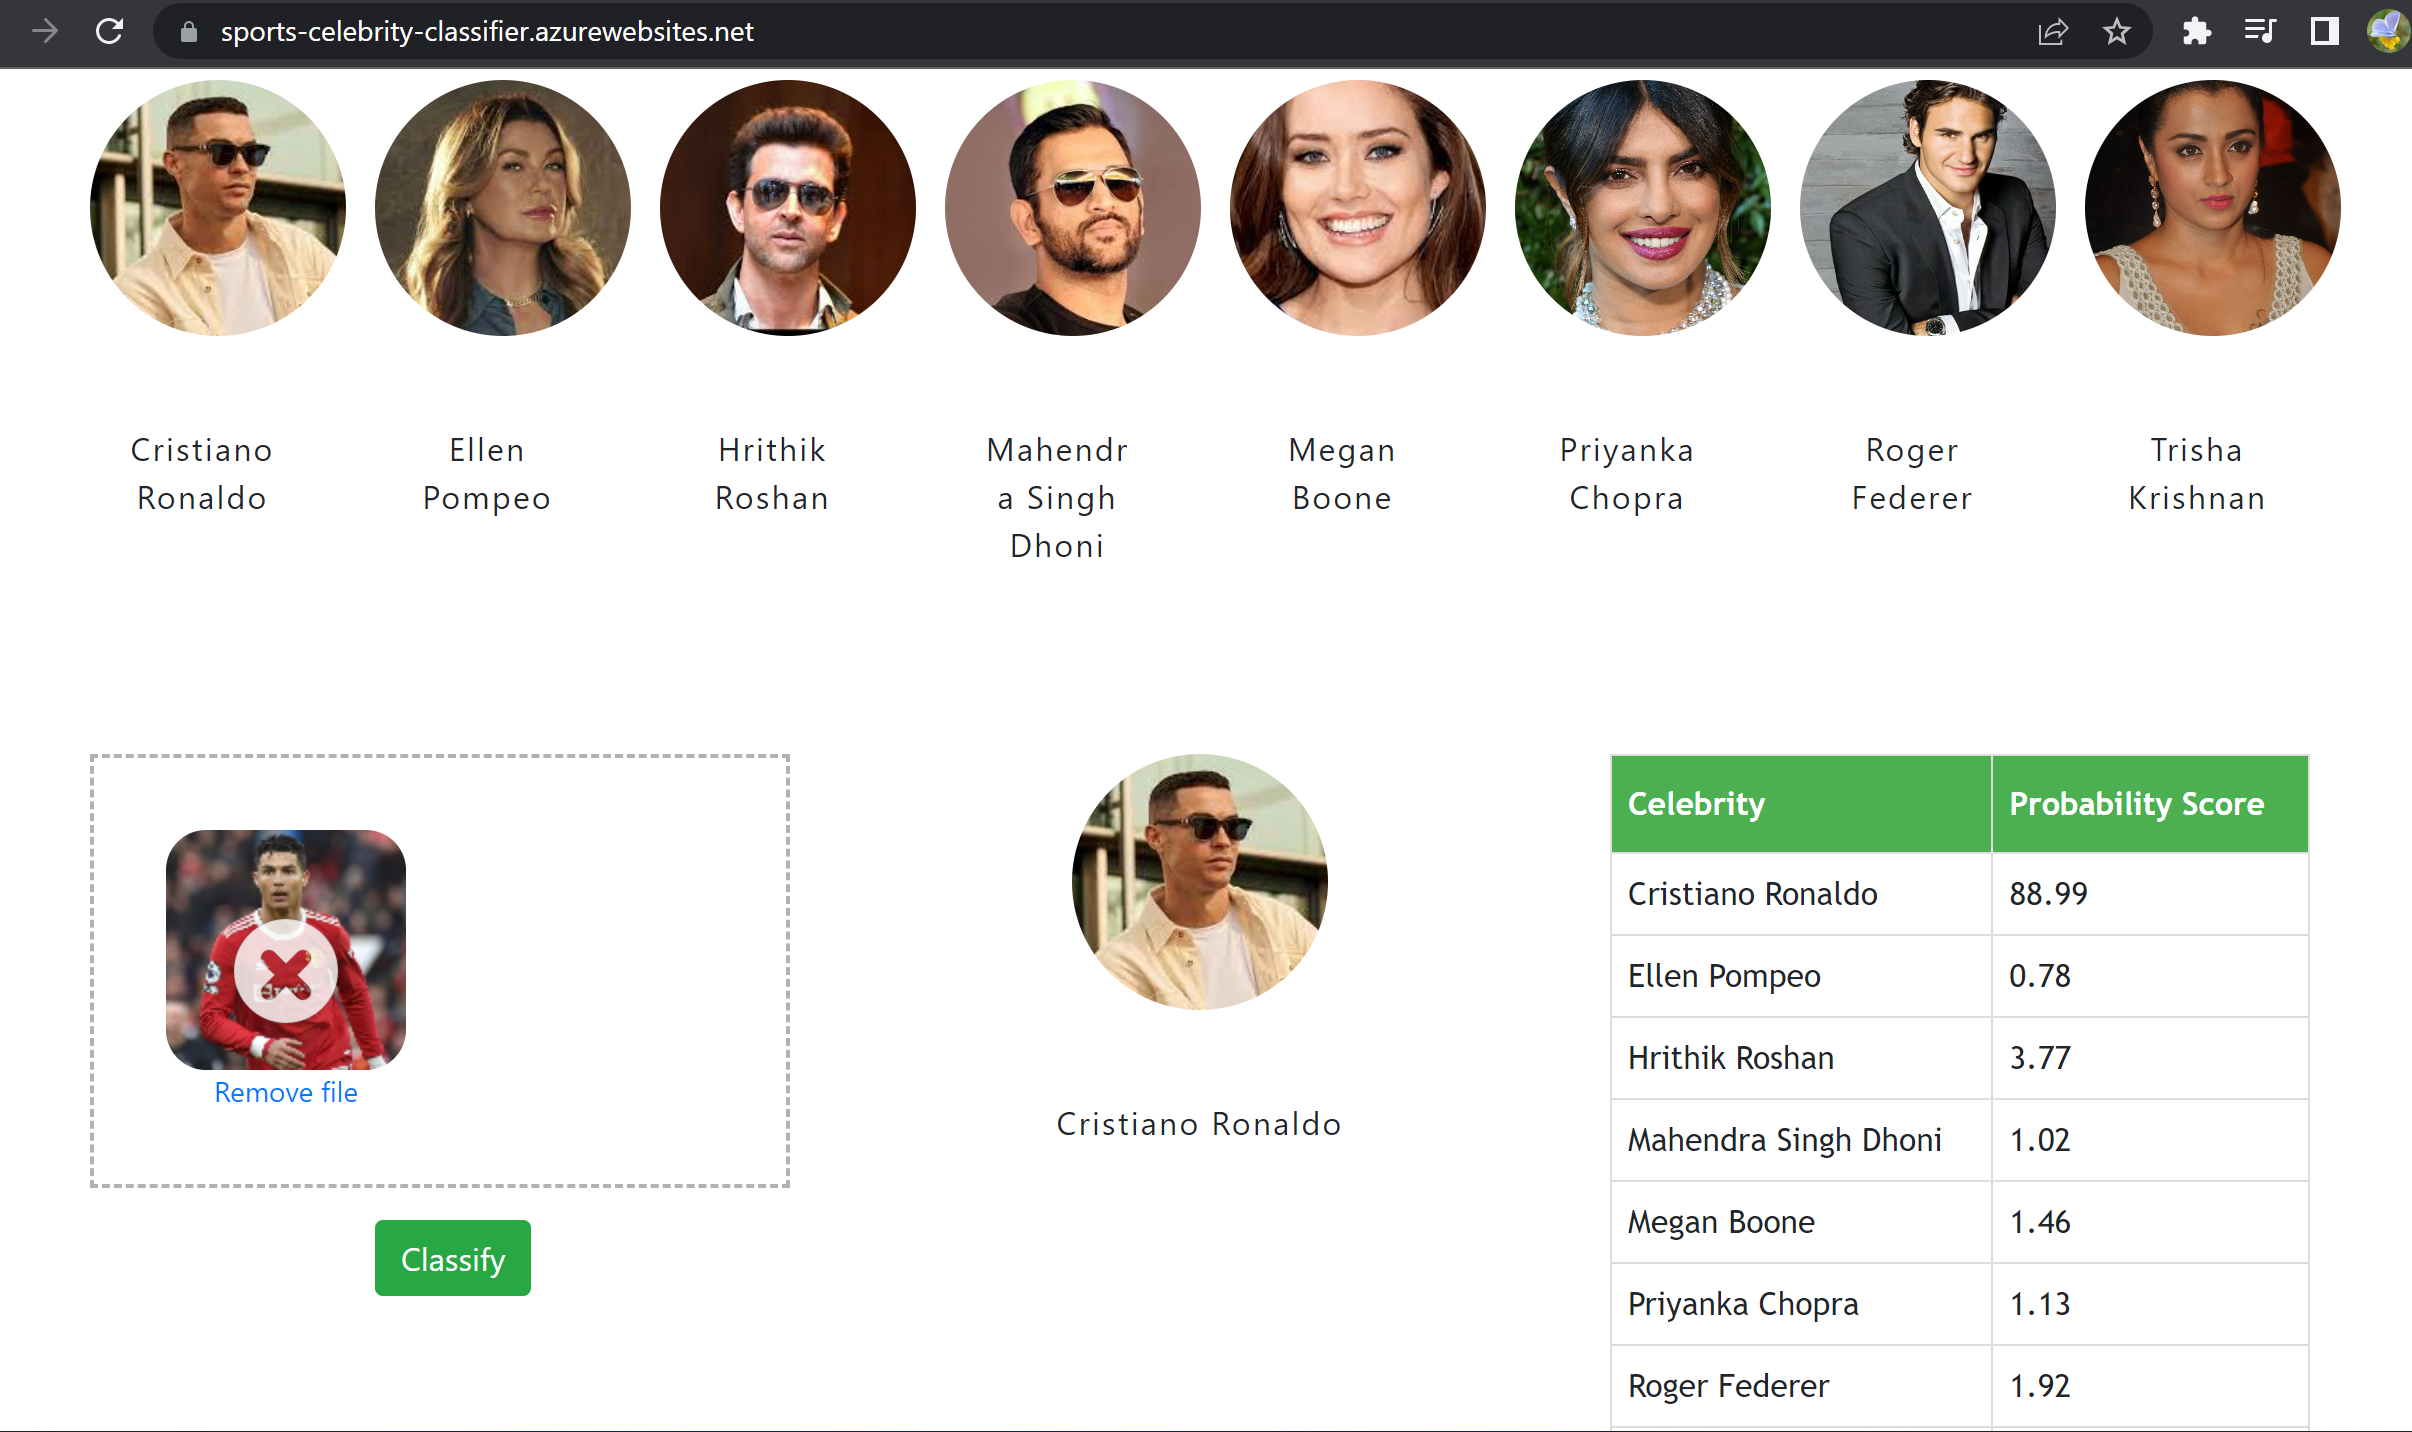 sports-celebrity-classifier.azurewebsites.net
Cristiano
Ronaldo
Ellen
Pompeo
Hrithik
Roshan
Mahendr
a Singh
Dhoni
Megan
Boone
Priyanka
Chopra
Roger
Federer
Trisha
Krishnan
Remove file
Classify
Cristiano Ronaldo
Celebrity Probability Score
Cristiano Ronaldo 88.99
Ellen Pompeo 0.78
Hrithik Roshan 3.77
Mahendra Singh Dhoni 1.02
Megan Boone 1.46
Priyanka Chopra 1.13
Roger Federer 1.92